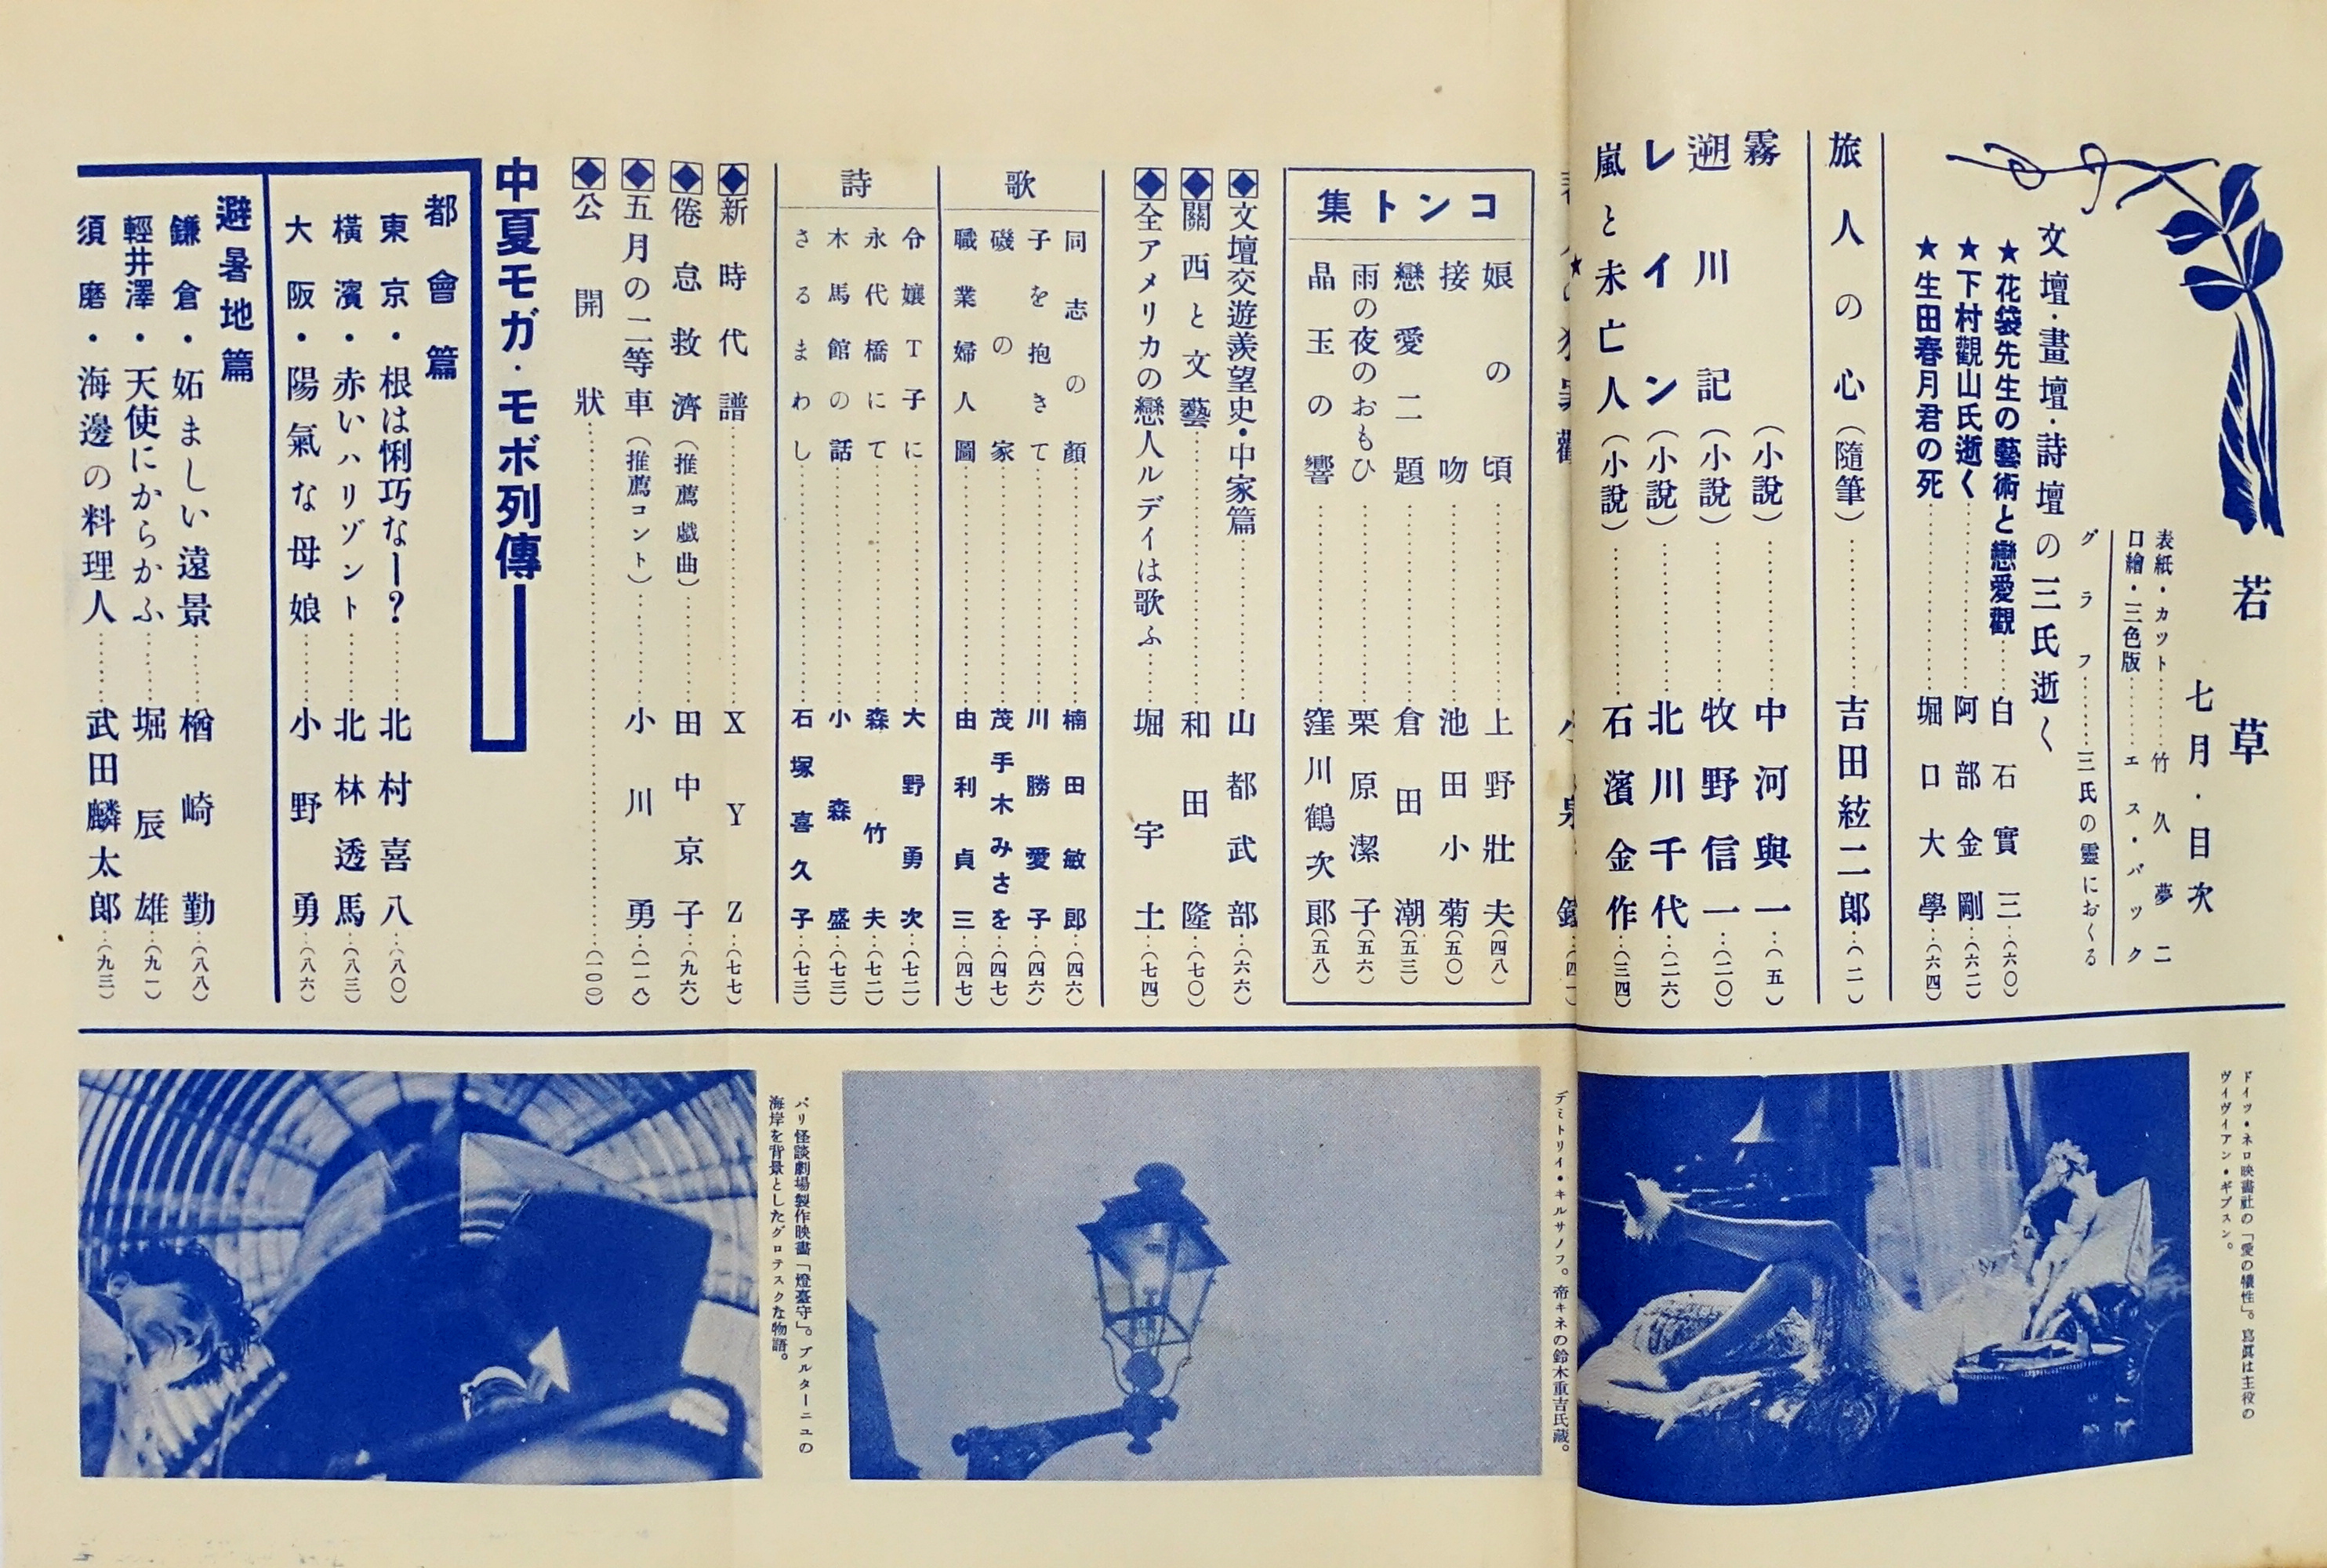 若草
七月・目次
表紙・カット……竹久夢二
口繪・三色版……エス・バック
グラフ……三氏の靈におくる
文壇・畫壇・詩壇の三氏逝く
★花袋先生の藝術と戀愛觀……白石實三…(六〇)
★下村觀山氏逝く……阿部金剛…(六二)
★生田春月君の死……堀口大學…(六四)
旅人の心(隨筆)……吉田絃二郎…(二)
霧(小説)……中河與一…(五)
遡川記(小説)……牧野信一…(二〇)
レイン(小説)……北川千代…(二六)
嵐と未亡人(小説)……石濱金作…(三四)
コント集
娘の頃……上野壯夫(四八)
接吻……池田小菊(五〇)
戀愛二題……倉田潮(五三)
雨の夜のおもひ……栗原潔子(五六)
晶玉の響……窪川鶴次郎(五八)
◆文壇交遊羨望史・中家篇……山都武部…(六六)
◆關西と文藝……和田隆…(七〇)
◆全アメリカの戀人ルデイは歌ふ……堀宇土…(七四)
歌
同志の顏……楠田敏郎…(四六)
子を抱きて……川勝愛子…(四六)
磯の家……茂手木みさを…(四七)
職業婦人圖……由利貞三…(四七)
詩
令孃T子に……大野勇次…(七二)
永代橋にて……森竹夫…(七二)
木馬館の話……小森盛…(七三)
さるまわし……石塚喜久子…(七三)
◆新時代譜……XYZ…(七七)
◆倦怠救濟(推薦戯曲)……田中京子…(九六)
◆五月の二等車(推薦コント)……小川勇…(一一八)
◆公開狀……(一〇〇)
中夏モガ・モボ列傳
都會篇
東京・根は悧巧なー?……北村喜八…(八〇)
橫濱・赤いハリゾント……北林透馬…(八三)
大阪・陽氣な母娘……小野勇…(八六)
避暑地篇
鎌倉・妬ましい遠景……楢崎勤…(八八)
輕井澤・天使にからかふ……堀辰雄…(九一)
須磨・海邊の料理人……武田麟太郎…(九三)
ドイツ・ネロ映畫社の「愛の犠性」。寫眞は主役の
ヴイヴイアン・ギブスン。
デミトリイ・キルサノフ。帝キネの鈴木重吉氏藏。
パリ怪談劇場製作映畫「燈臺守」。ブルターニュの
海岸を背景としたグロテスクな物語。